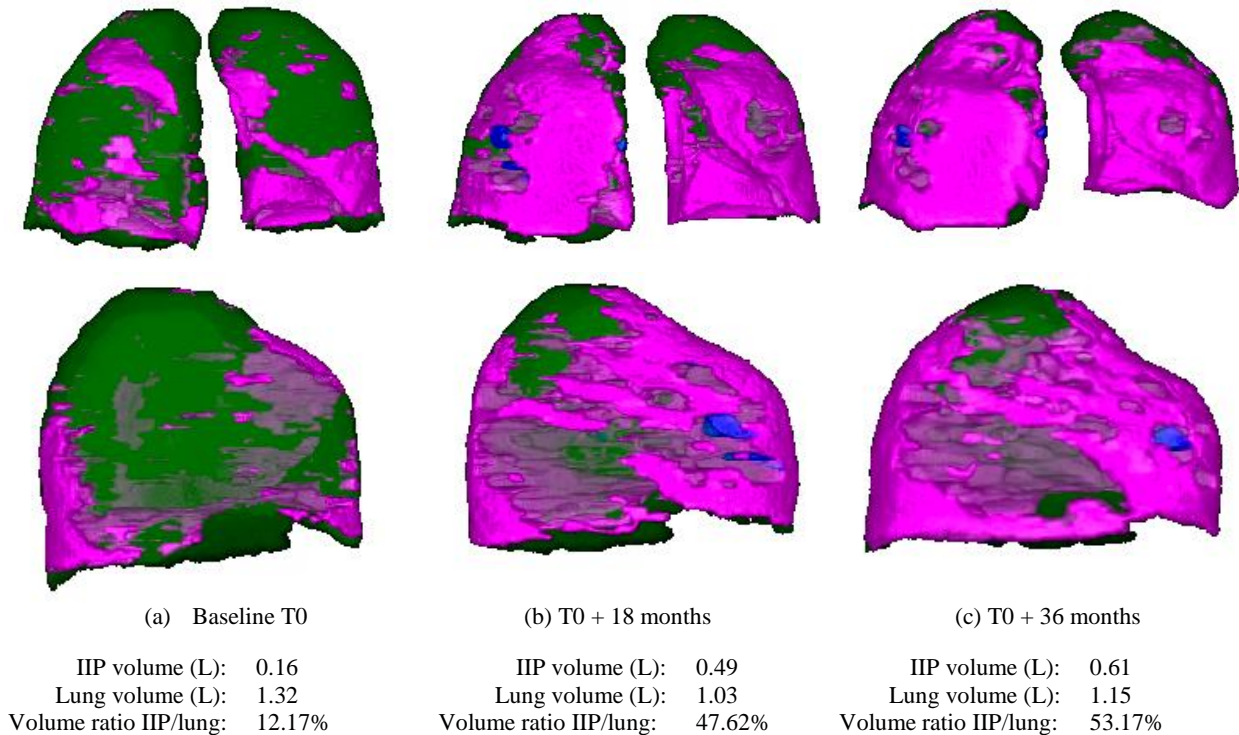 (a) Baseline T0
(b) T0 + 18 months
(c) T0 + 36 months
IIP volume (L): 0.16
Lung volume (L): 1.32
Volume ratio IIP/lung: 12.17%
IIP volume (L): 0.49
Lung volume (L): 1.03
Volume ratio IIP/lung: 47.62%
IIP volume (L): 0.61
Lung volume (L): 1.15
Volume ratio IIP/lung: 53.17%